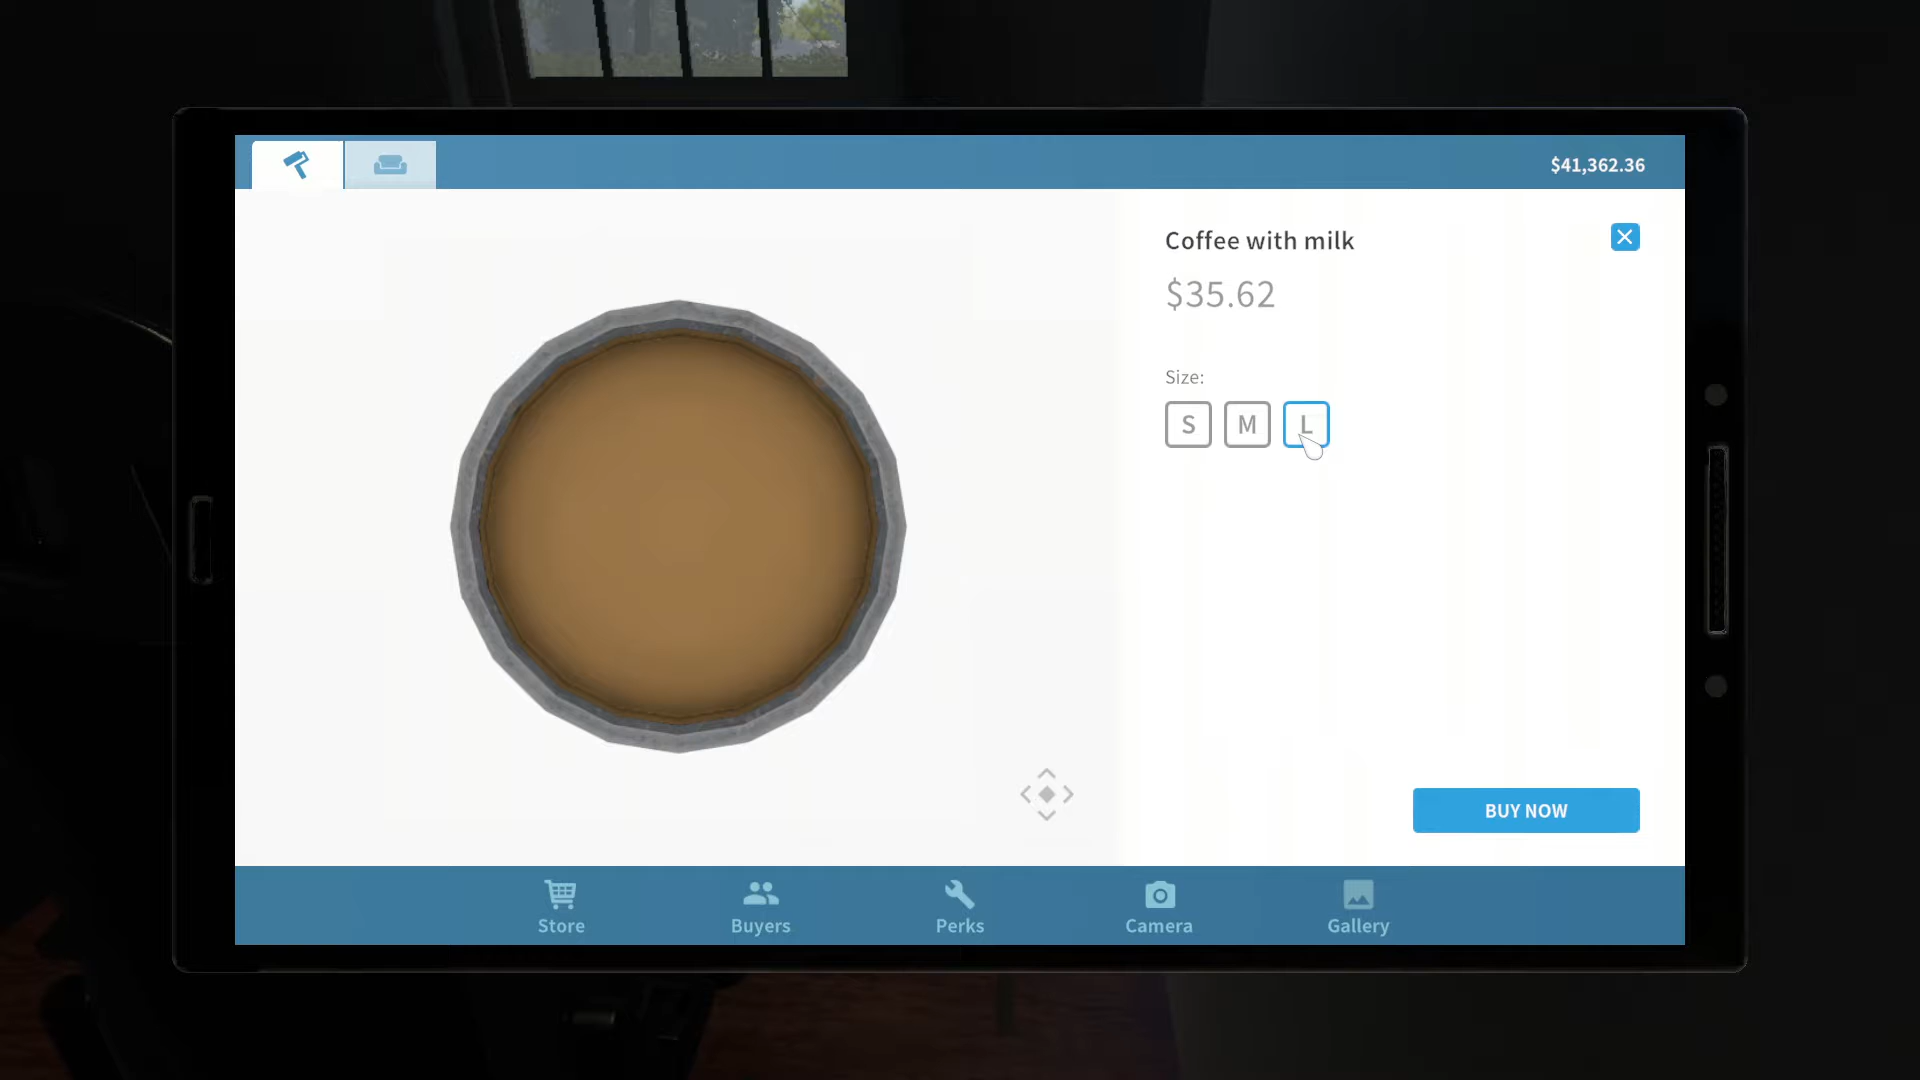 $41,362.36
Coffee with milk
$35.62
Size:
S M L
BUY NOW
Store Buyers Perks Camera Gallery